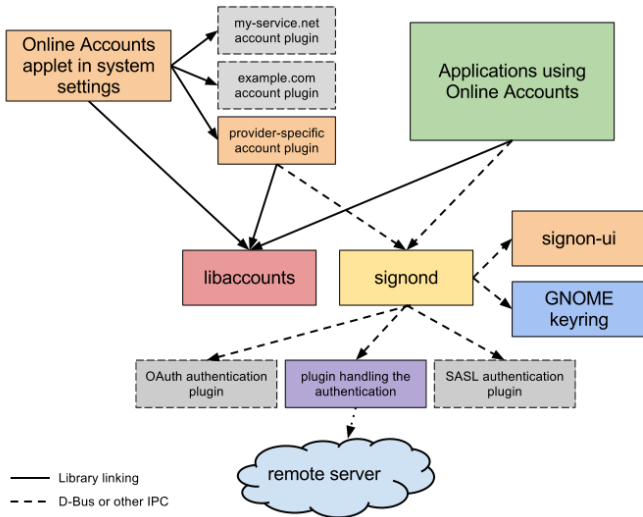 my-service.net
account plugin
Online Accounts
applet in system
settings
example.com
account plugin
Applications using
Online Accounts
provider-specific
account plugin
libaccounts
signond
signon-ui
GNOME
keyring
OAuth authentication
plugin
plugin handling the
authentication
SASL authentication
plugin
remote server
Library linking
D-Bus or other IPC